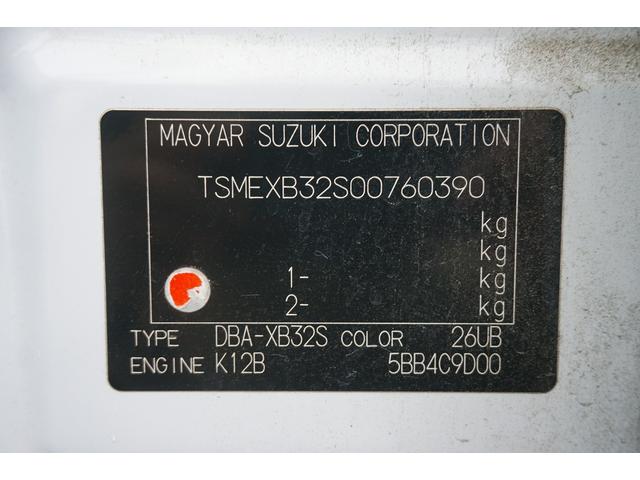 MAGYAR SUZUKI CORPORATION
TSMEXB32S00760390
kg
kg
1- kg
2- kg
TYPE DBA-XB32S COLOR 26UB
ENGINE K12B 5BB4C9D00